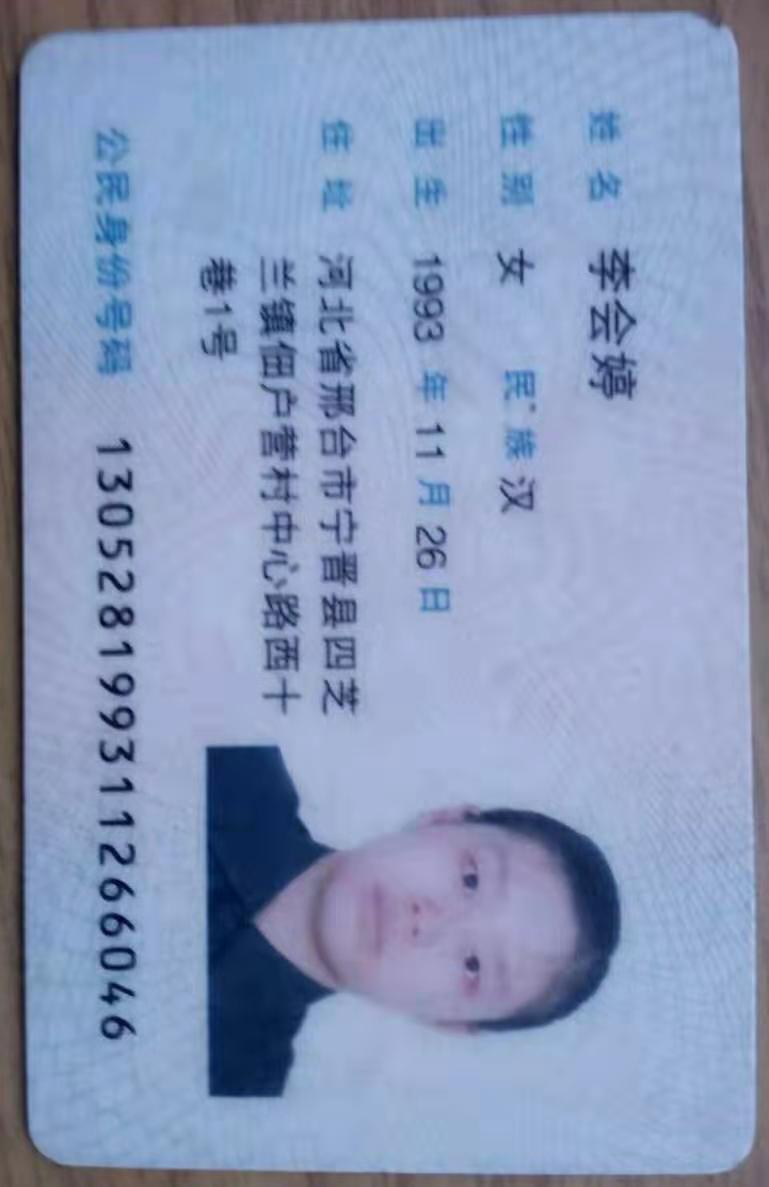 姓名 李会婷
性别 女 民族 汉
出生 1993 年 11 月 26 日
住址 河北省邢台市宁晋县四芝
兰镇佃户营村中心路西十
巷1号
公民身份号码 130528199311266046